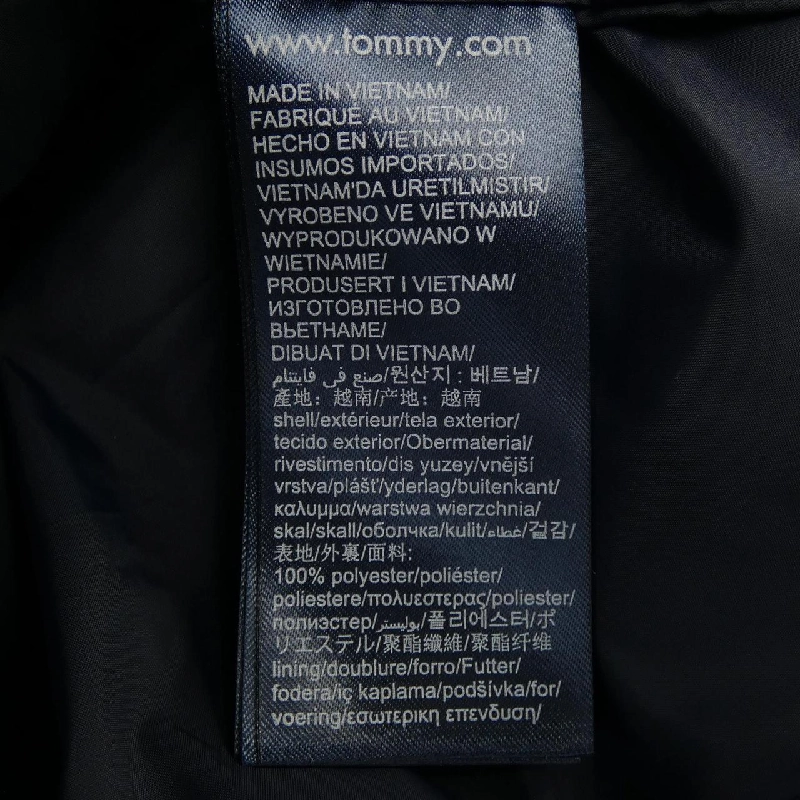 www.tommy.com
MADE IN VIETNAM/
FABRIQUÉ AU VIETNAM/
HECHO EN VIETNAM CON
INSUMOS IMPORTADOS/
VIETNAM'DA URETILMISTIR/
VYROBENO VE VIETNAMU/
WYPRODUKOWANO W
WIETNAMIE/
PRODUSERT I VIETNAM/
ИЗГОТОВЛЕНО ВО
ВЬЕТНАМЕ/
DIBUAT DI VIETNAM/
صنع في فايتنام/원산지 : 베트남/
產地：越南/产地：越南
shell/extérieur/tela exterior/
tecido exterior/Obermaterial/
rivestimento/dis yuzey/vnější
vrstva/plášť/yderlag/buitenkant/
καλυμμα/warstwa wierzchnia/
skal/skall/оболчка/kulit/غطاء/겉감/
表地/外裏/面料:
100% polyester/poliéster/
poliestere/πολυεστερας/poliester/
полиэстер/بوليستر/폴리에스터/ポ
リエステル/聚酯纖維/聚酯纤维
lining/doublure/forro/Futter/
fodera/iç kaplama/podšívka/for/
voering/εσωτερικη επενδυση/